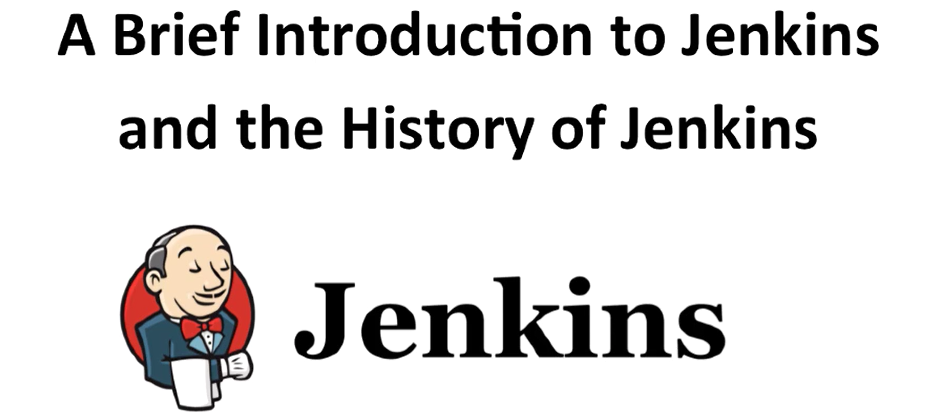 A Brief Introduction to Jenkins
and the History of Jenkins
Jenkins